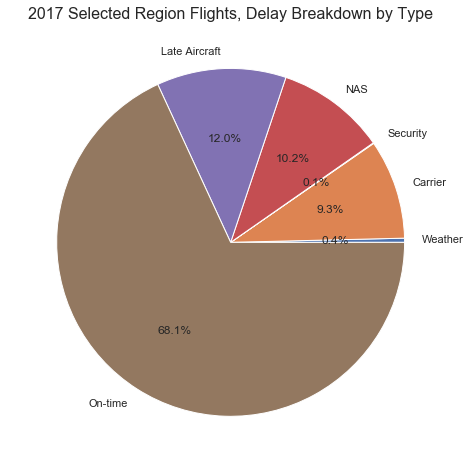 2017 Selected Region Flights, Delay Breakdown by Type
Late Aircraft
NAS
12.0%
Security
10.2%
0.1%
Carrier
9.3%
Weather
0.4%
68.1%
On-time